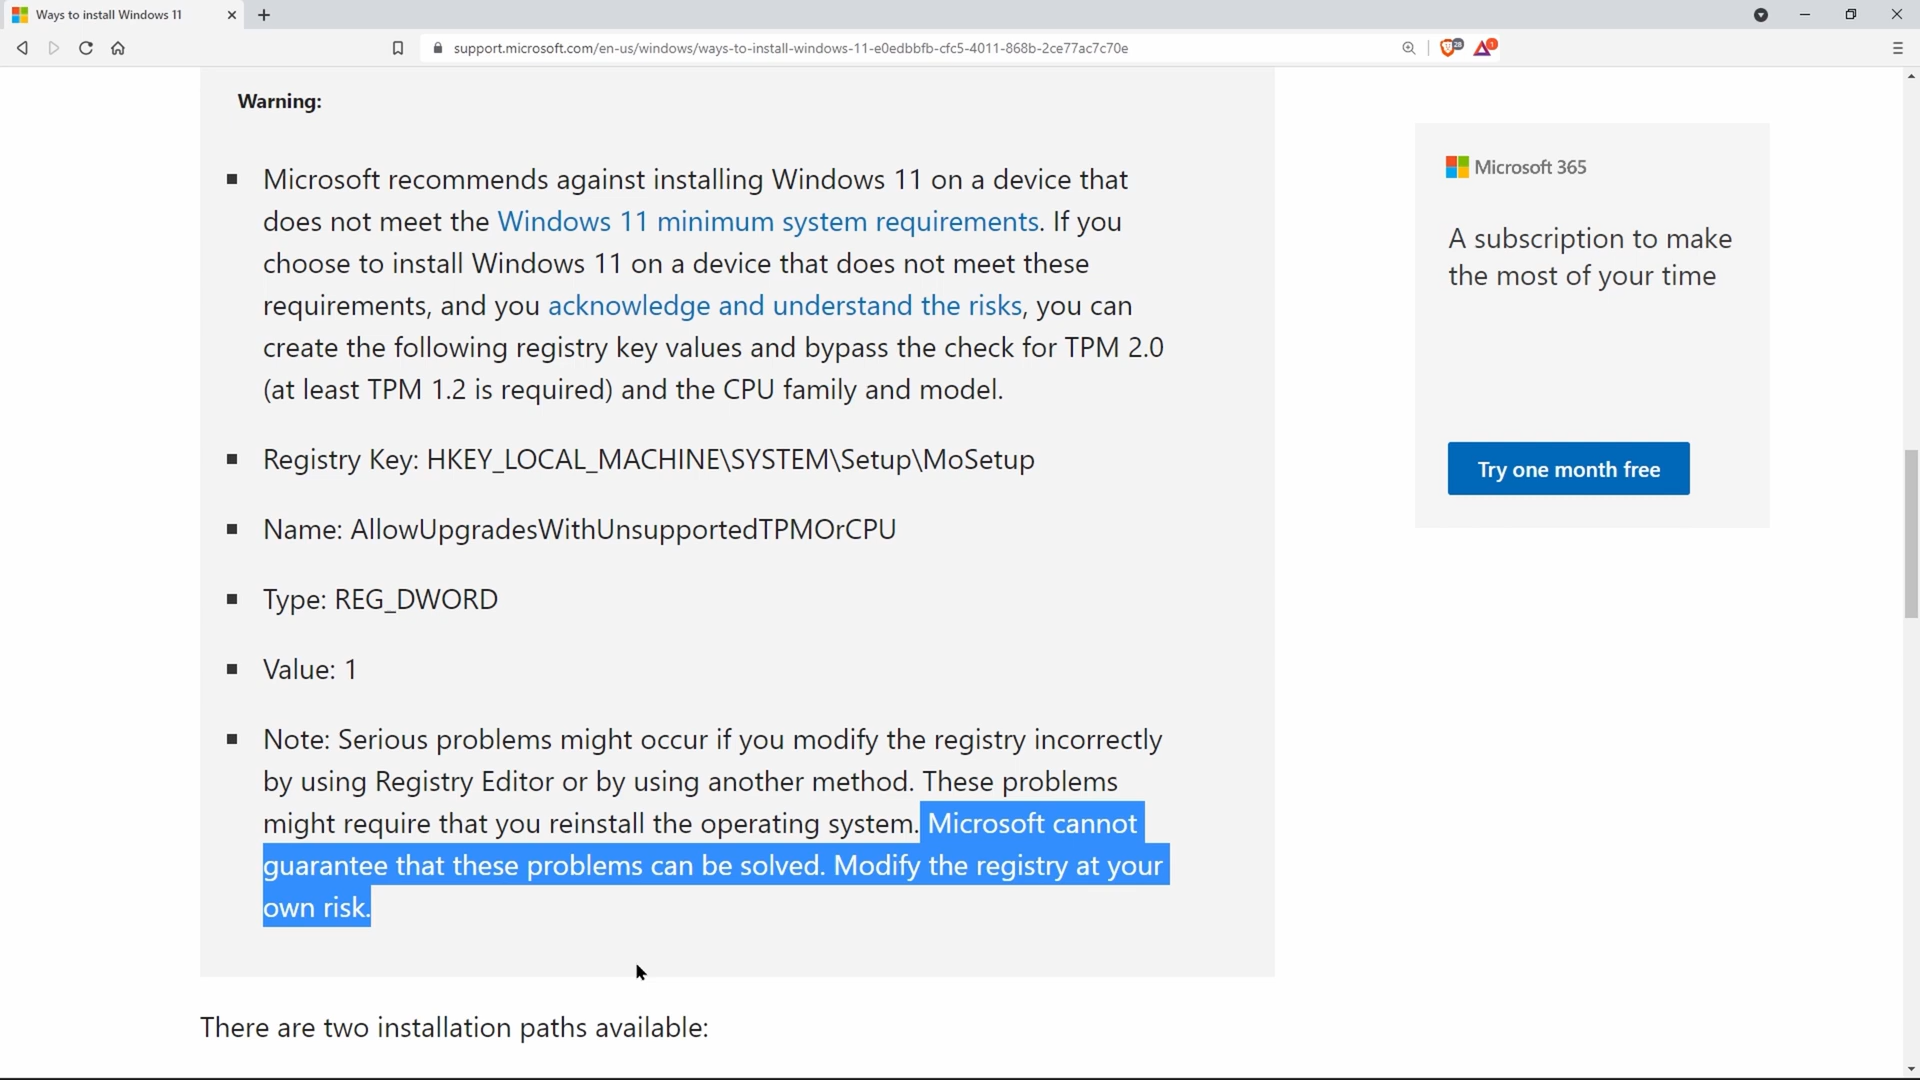 Ways to install Windows 11
support.microsoft.com/en-us/windows/ways-to-install-windows-11-e0edbbfb-cfc5-4011-868b-2ce77ac7c70e
28
1
Warning:
Microsoft recommends against installing Windows 11 on a device that
does not meet the Windows 11 minimum system requirements. If you
choose to install Windows 11 on a device that does not meet these
requirements, and you acknowledge and understand the risks, you can
create the following registry key values and bypass the check for TPM 2.0
(at least TPM 1.2 is required) and the CPU family and model.
Registry Key: HKEY_LOCAL_MACHINE\SYSTEM\Setup\MoSetup
Name: AllowUpgradesWithUnsupportedTPMOrCPU
Type: REG_DWORD
Value: 1
Note: Serious problems might occur if you modify the registry incorrectly
by using Registry Editor or by using another method. These problems
might require that you reinstall the operating system. Microsoft cannot
guarantee that these problems can be solved. Modify the registry at your
own risk.
There are two installation paths available:
Microsoft 365
A subscription to make
the most of your time
Try one month free